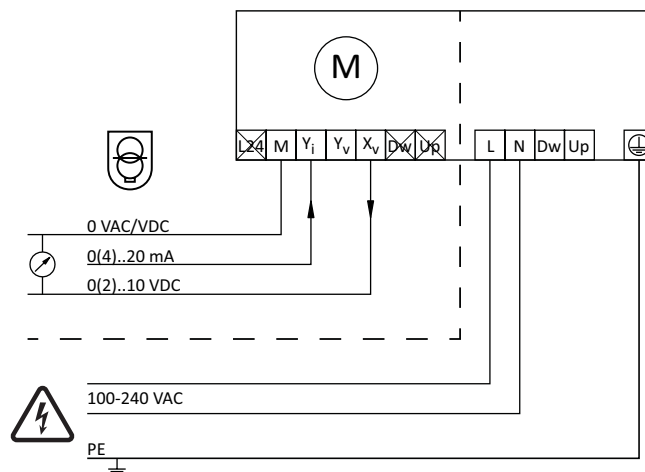 M
L24 M Yi Yv Xv Dw Up L N Dw Up
0 VAC/VDC
0(4)..20 mA
0(2)..10 VDC
100-240 VAC
PE